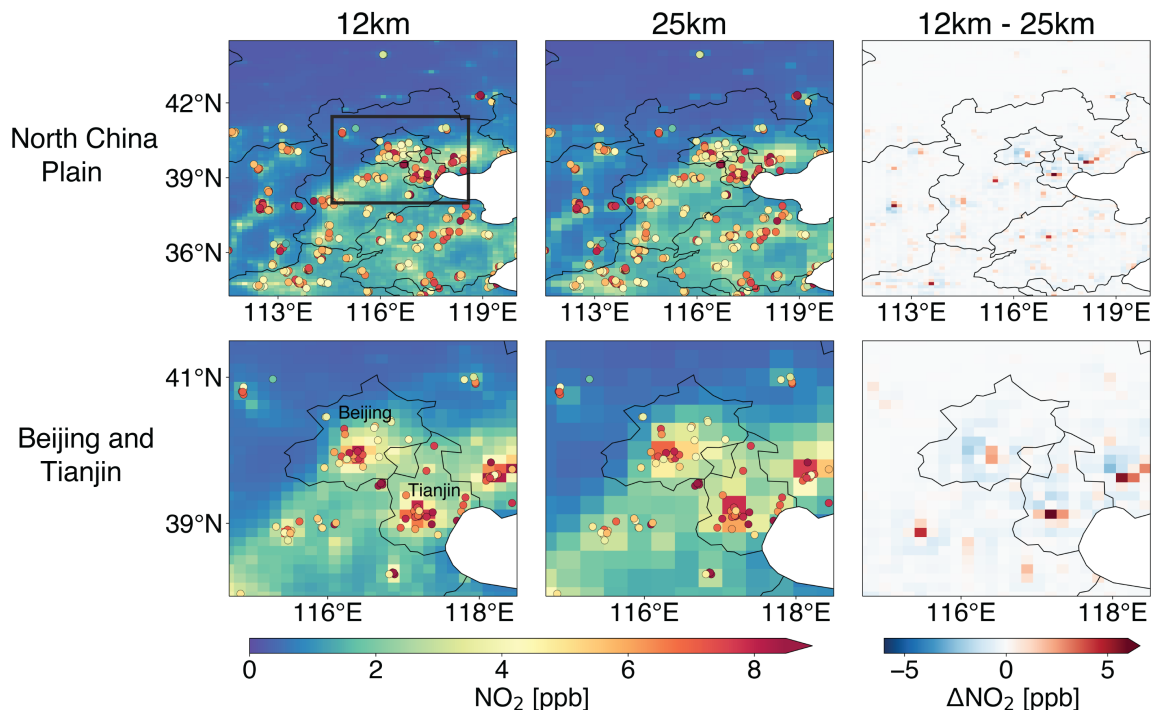 12km 25km 12km - 25km
North China
Plain
42°N
39°N
36°N
113°E 116°E 119°E 113°E 116°E 119°E 113°E 116°E 119°E
Beijing and
Tianjin
41°N
39°N
Beijing
Tianjin
116°E 118°E 116°E 118°E 116°E 118°E
0 2 4 6 8 −5 0 5
NO₂ [ppb] ΔNO₂ [ppb]